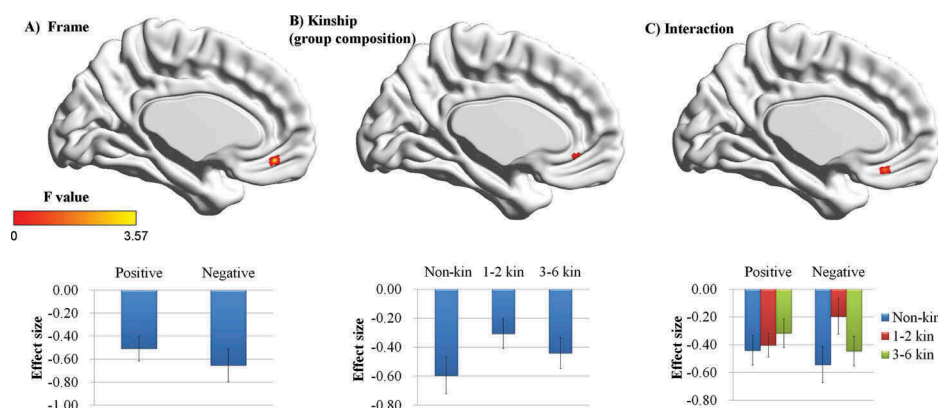 A) Frame
B) Kinship
(group composition)
C) Interaction
F value
0
3.57
Positive Negative
0.00
-0.20
-0.40
-0.60
-0.80
-1.00
Effect size
Non-kin 1-2 kin 3-6 kin
0.00
-0.20
-0.40
-0.60
-0.80
Effect size
Positive Negative
0.00
-0.20
-0.40
-0.60
-0.80
Effect size
Non-kin
1-2 kin
3-6 kin